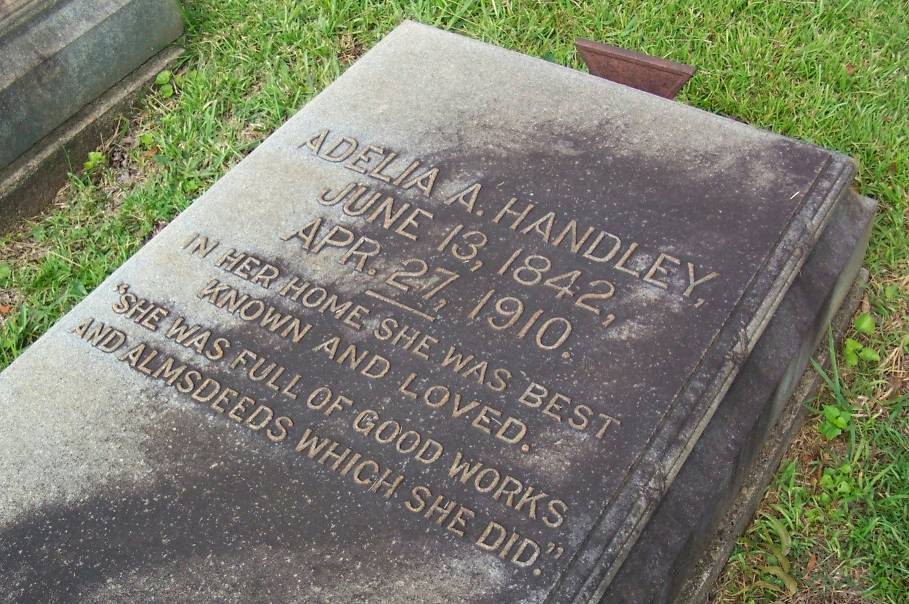 ADELIA A. HANDLEY,
JUNE 13, 1842,
APR. 27, 1910.
IN HER HOME SHE WAS BEST
KNOWN AND LOVED.
"SHE WAS FULL OF GOOD WORKS
AND ALMSDEEDS WHICH SHE DID."